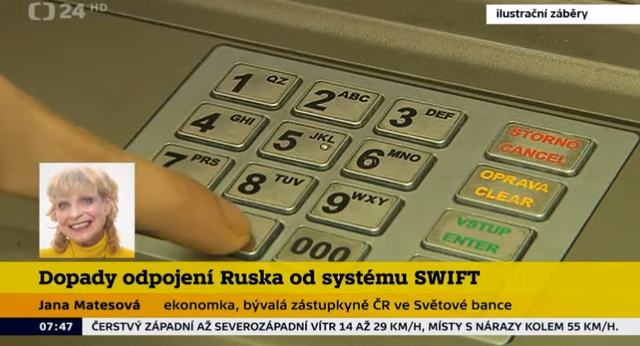 ČT24 HD
ilustrační záběry
1 QZ
2 ABC
3 DEF
STORNO
CANCEL
4 GHI
5 JKL
6 MNO
OPRAVA
CLEAR
7 PRS
8 TUV
9 WXY
VSTUP
ENTER
000
Dopady odpojení Ruska od systému SWIFT
Jana Matesová ekonomka, bývalá zástupkyně ČR ve Světové bance
07:47 ČERSTVÝ ZÁPADNÍ AŽ SEVEROZÁPADNÍ VÍTR 14 AŽ 29 KM/H, MÍSTY S NÁRAZY KOLEM 55 KM/H.